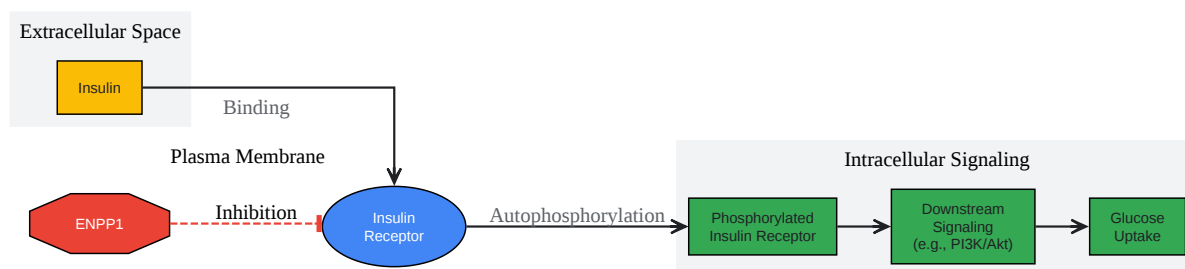 Extracellular Space
Insulin
Binding
Plasma Membrane
ENPP1
Inhibition
Insulin
Receptor
Autophosphorylation
Intracellular Signaling
Phosphorylated
Insulin Receptor
Downstream
Signaling
(e.g., PI3K/Akt)
Glucose
Uptake